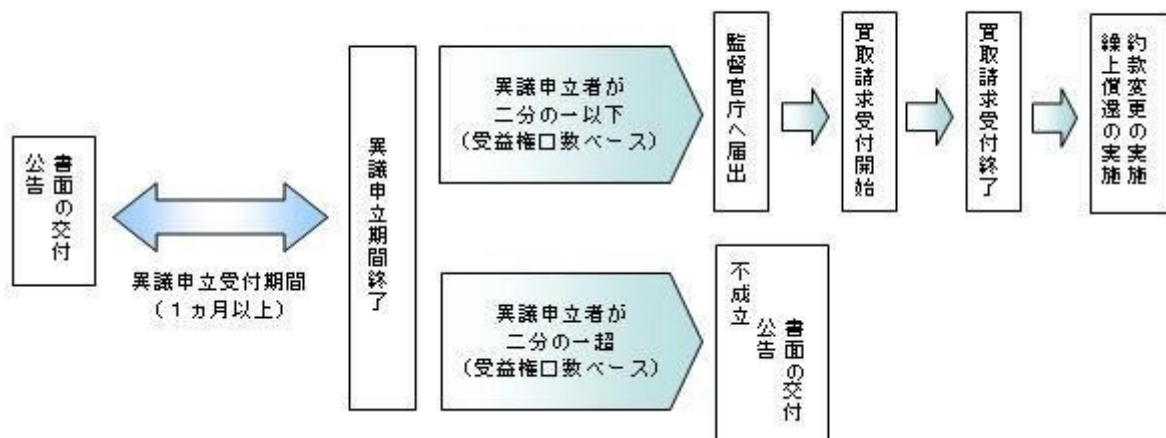 公告
書面の交付
異議申立受付期間
(1ヵ月以上)
異議申立期間終了
異議申立者が
二分の一以下
(受益権口数ベース)
監督官庁へ届出
買取請求受付開始
買取請求受付終了
約款変更の実施
繰上償還の実施
異議申立者が
二分の一超
(受益権口数ベース)
不成立
公告
書面の交付